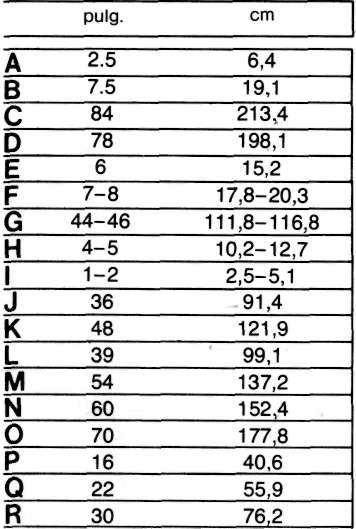 pulg. cm
A 2.5 6,4
B 7.5 19,1
C 84 213,4
D 78 198,1
E 6 15,2
F 7–8 17,8–20,3
G 44–46 111,8–116,8
H 4–5 10,2–12,7
I 1–2 2,5–5,1
J 36 91,4
K 48 121,9
L 39 99,1
M 54 137,2
N 60 152,4
O 70 177,8
P 16 40,6
Q 22 55,9
R 30 76,2